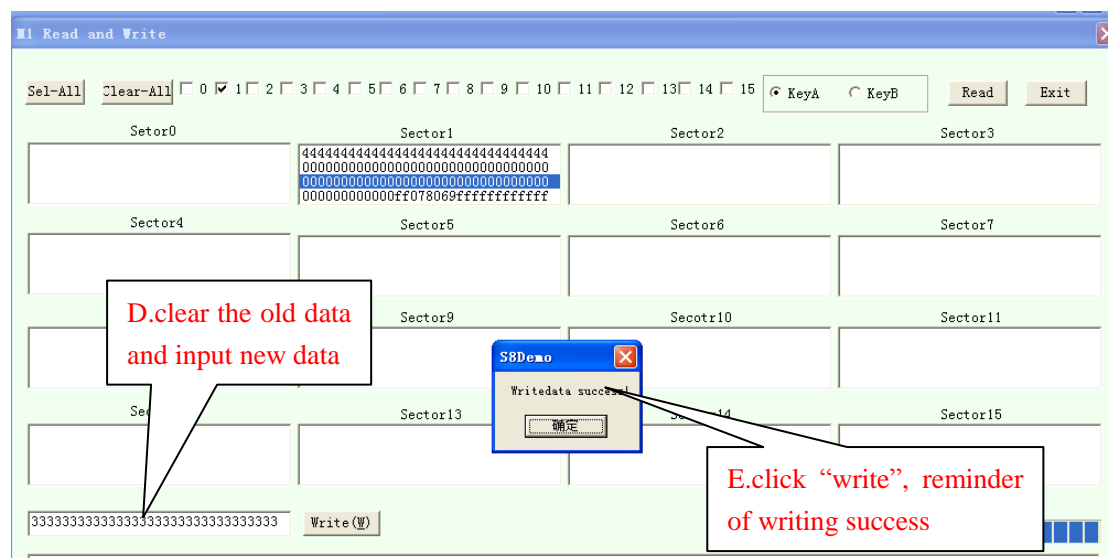 M1 Read and Write
Sel-All Clear-All 0 1 2 3 4 5 6 7 8 9 10 11 12 13 14 15 KeyA KeyB Read Exit
Setor0 Sector1 Sector2 Sector3
44444444444444444444444444444444
00000000000000000000000000000000
00000000000000000000000000000000
000000000000ff078069ffffffffffff
Sector4 Sector5 Sector6 Sector7
D.clear the old data
and input new data
Sector9 Secotr10 Sector11
S8Demo
Writedata success!
确定
Sector13 Sector15
E.click “write”, reminder
of writing success
33333333333333333333333333333333 Write(W)